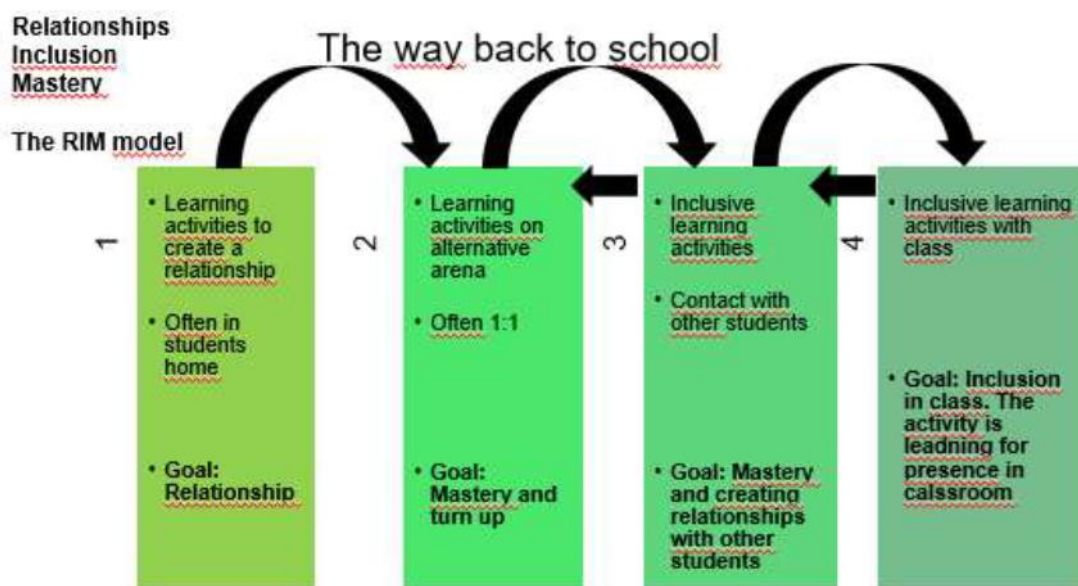 Relationships
Inclusion
Mastery
The RIM model
The way back to school
1
• Learning
activities to
create a
relationship
• Often in
students
home
• Goal:
Relationship
2
• Learning
activities on
alternative
arena
• Often 1:1
• Goal:
Mastery and
turn up
3
• Inclusive
learning
activities
• Contact with
other students
• Goal: Mastery
and creating
relationships
with other
students
4
• Inclusive learning
activities with
class
• Goal: Inclusion
in class. The
activity is
leadning for
presence in
calssroom